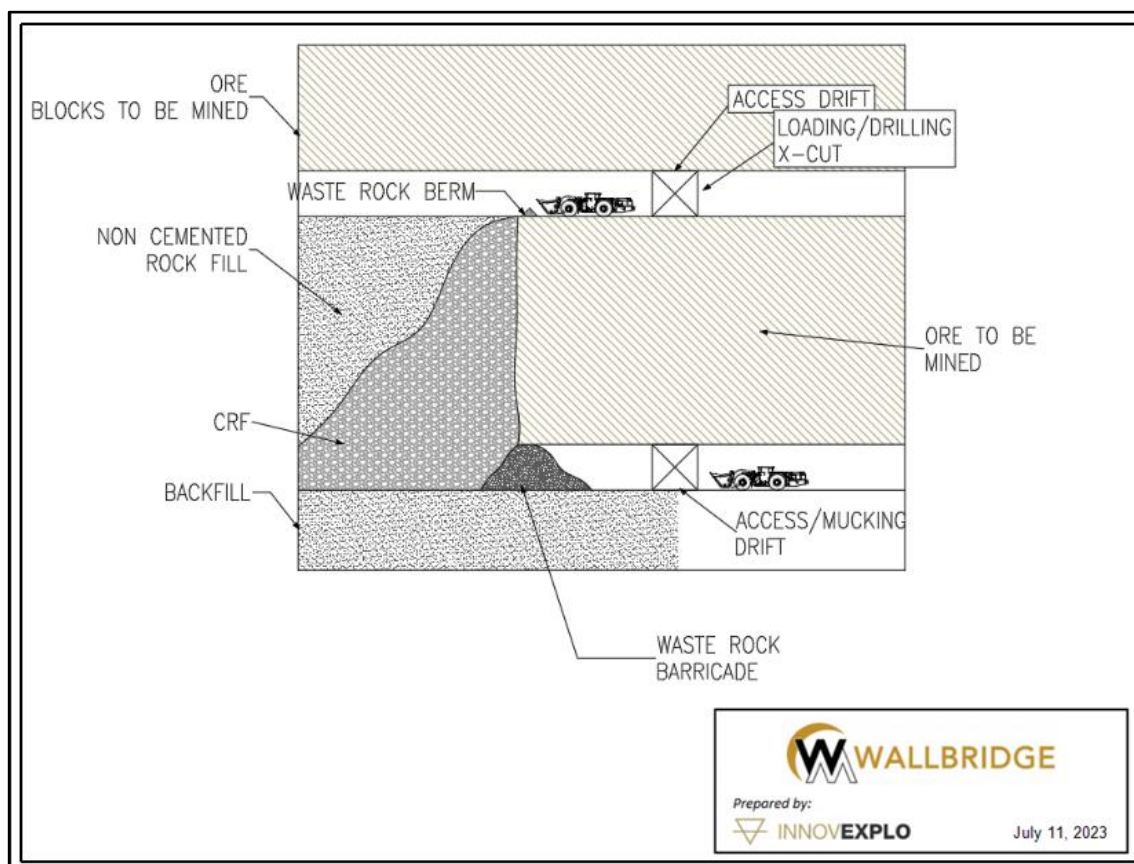 ORE
BLOCKS TO BE MINED
ACCESS DRIFT
LOADING/DRILLING
X-CUT
WASTE ROCK BERM
NON CEMENTED
ROCK FILL
ORE TO BE
MINED
CRF
BACKFILL
ACCESS/MUCKING
DRIFT
WASTE ROCK
BARRICADE
WALLBRIDGE
Prepared by:
INNOVEXPLO
July 11, 2023